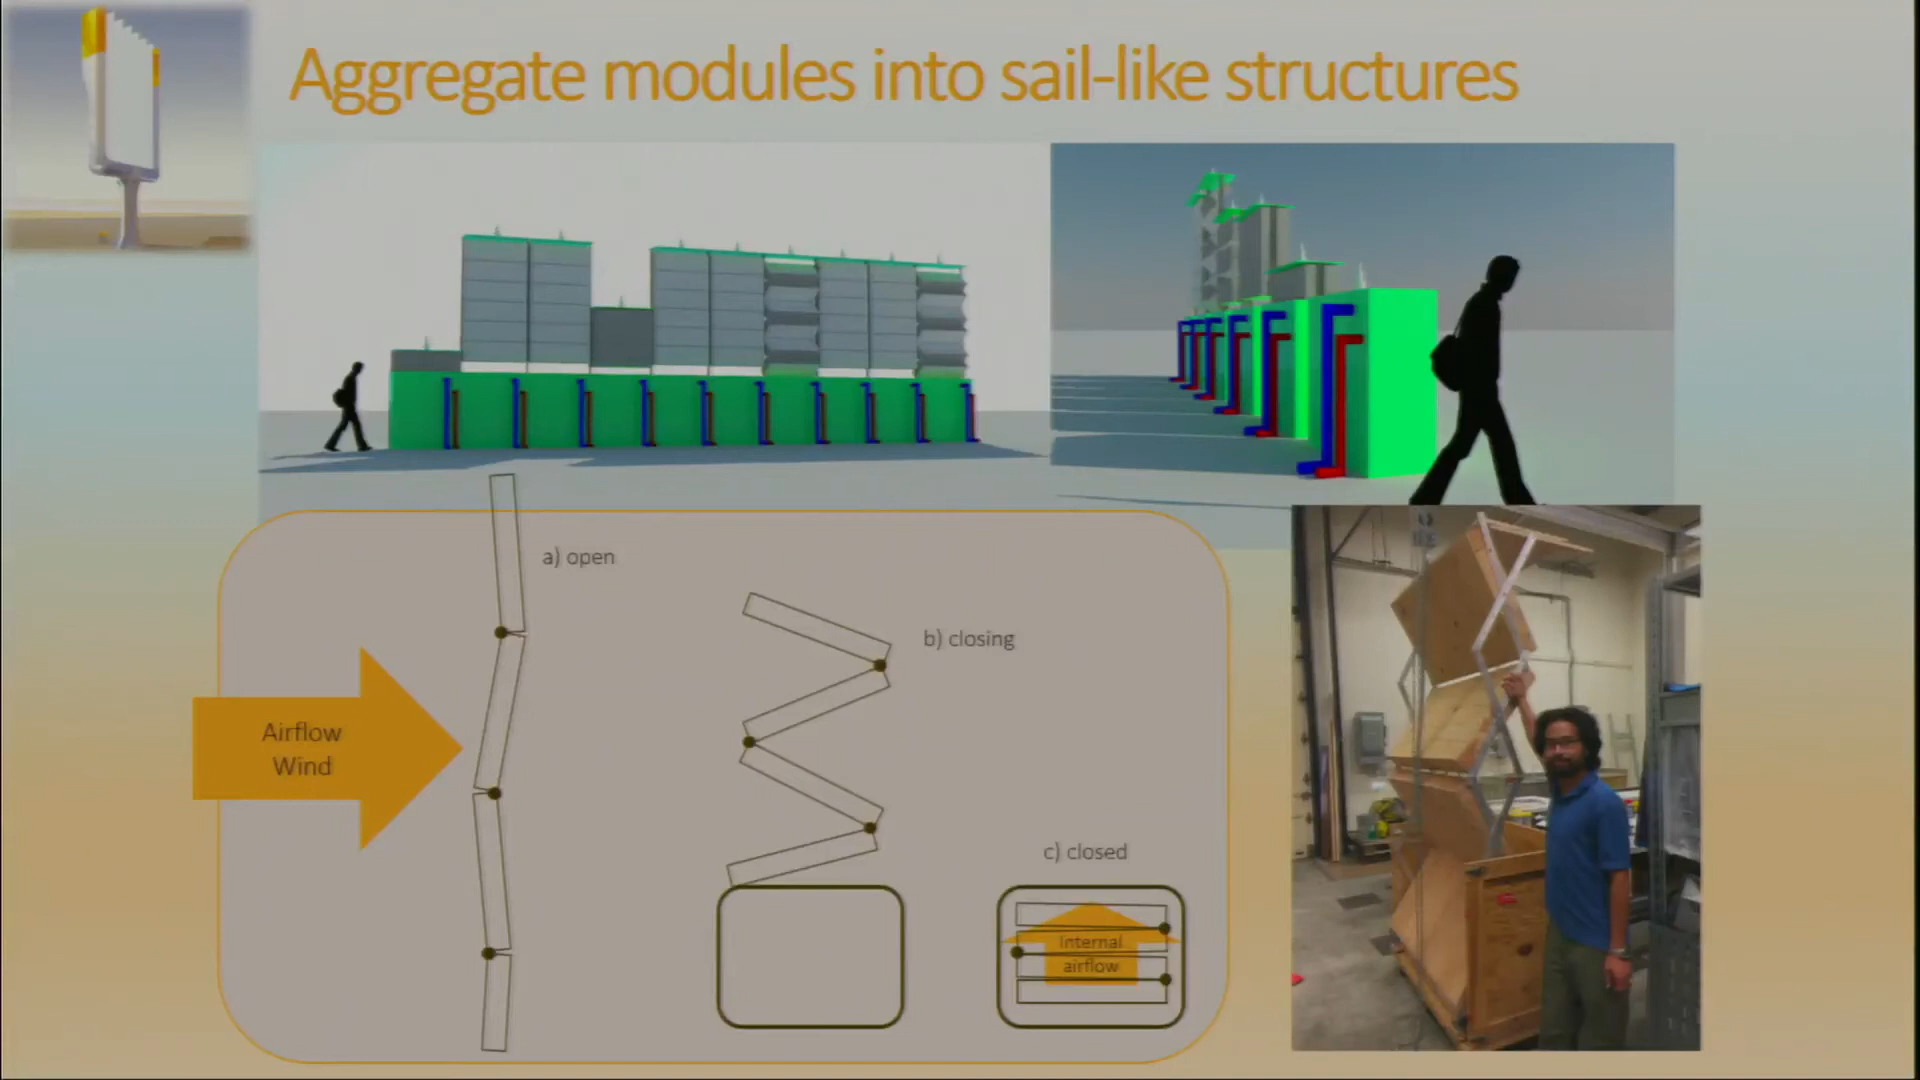 Aggregate modules into sail-like structures
a) open
b) closing
Airflow
Wind
c) closed
Internal
airflow